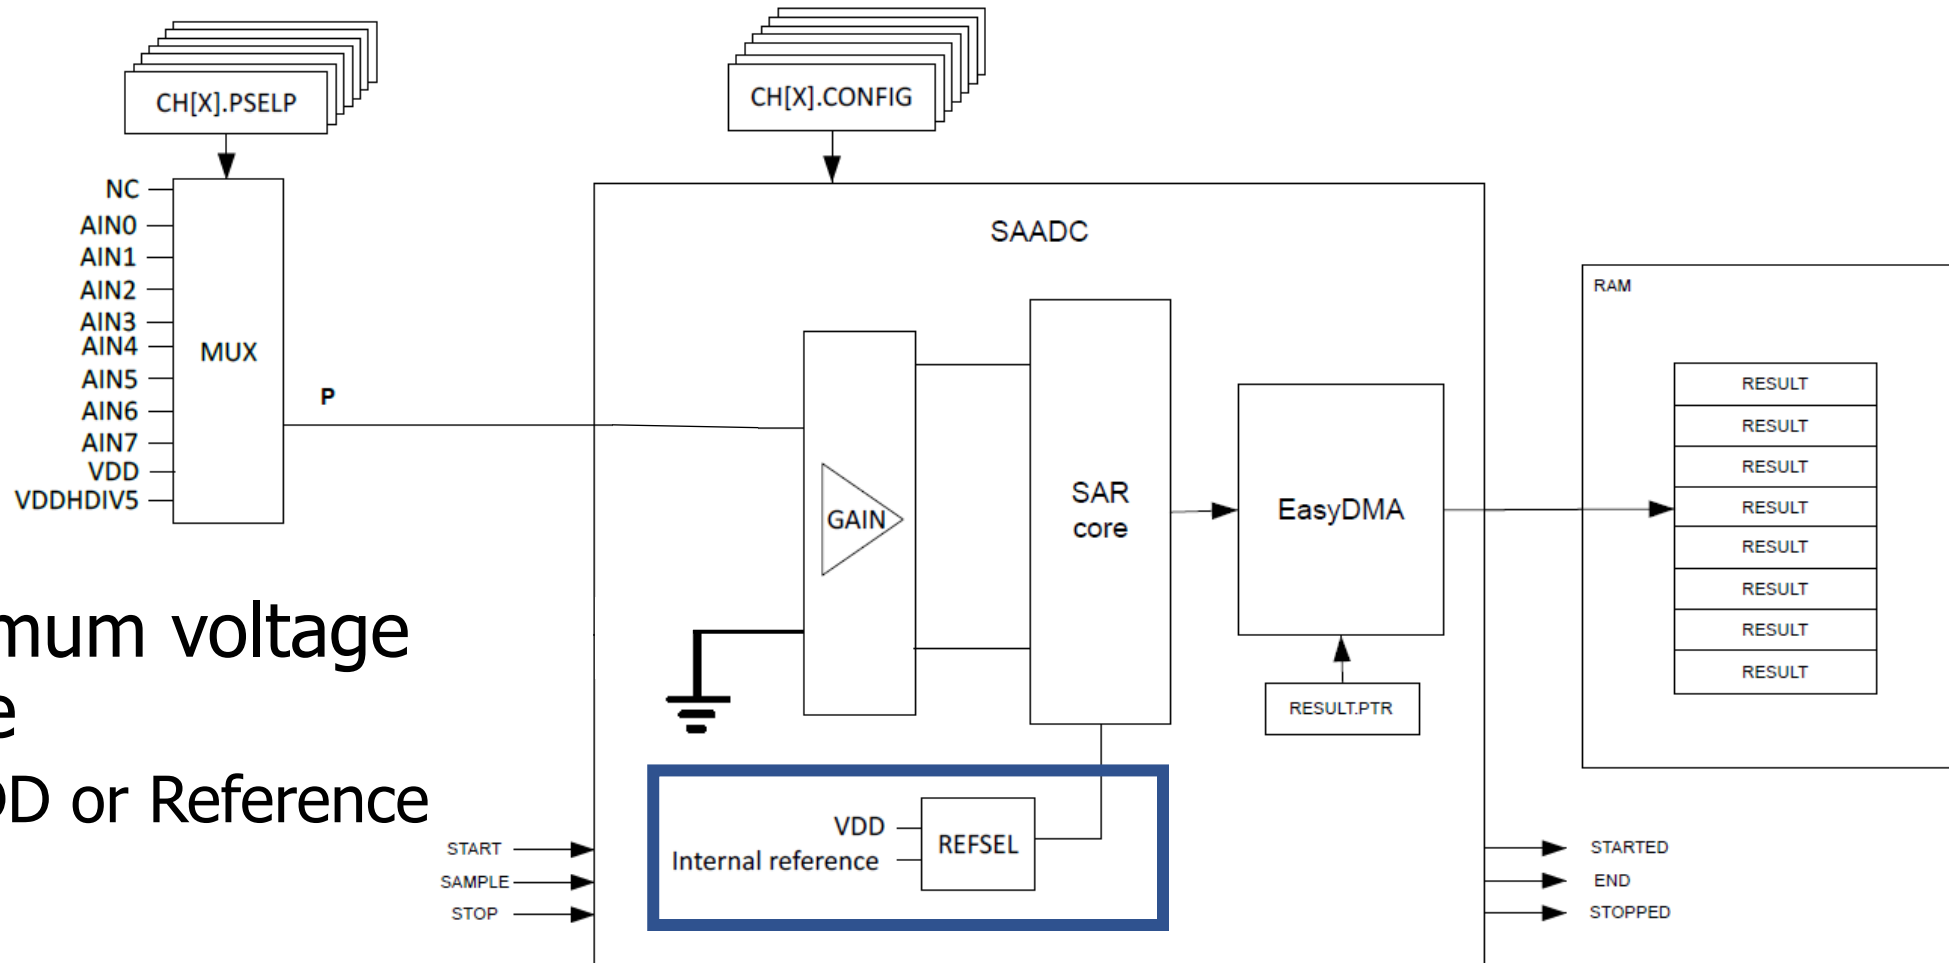 CH[X].PSELP
CH[X].CONFIG
NC
AIN0
AIN1
AIN2
AIN3
AIN4
AIN5
AIN6
AIN7
VDD
VDDHDIV5
MUX
P
SAADC
GAIN
SAR
core
EasyDMA
RESULT.PTR
RAM
RESULT
RESULT
RESULT
RESULT
RESULT
RESULT
RESULT
RESULT
mum voltage
e
DD or Reference
VDD
Internal reference
REFSEL
START
SAMPLE
STOP
STARTED
END
STOPPED